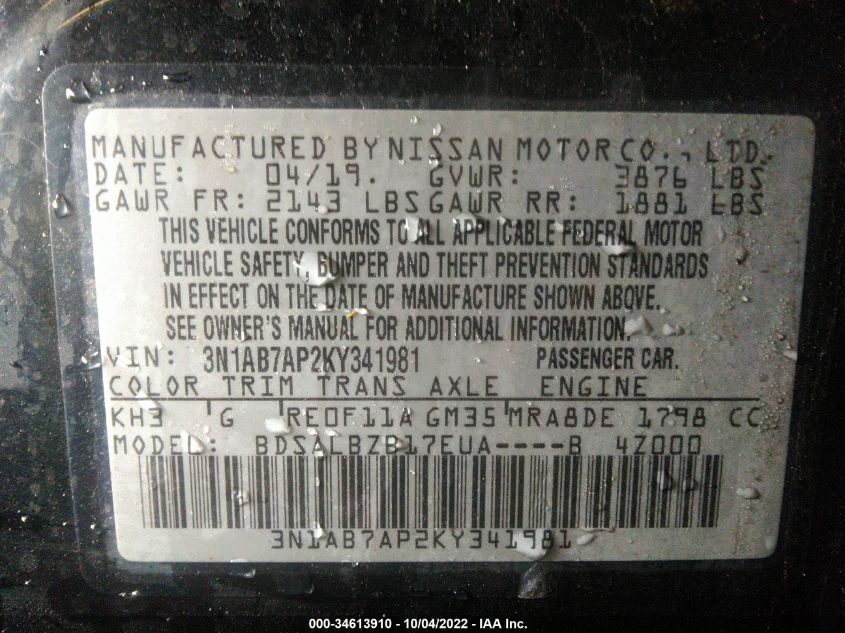 MANUFACTURED BY NISSAN MOTOR CO., LTD.
DATE: 04/19. GVWR: 3876 LBS
GAWR FR: 2143 LBS GAWR RR: 1881 LBS
THIS VEHICLE CONFORMS TO ALL APPLICABLE FEDERAL MOTOR
VEHICLE SAFETY, BUMPER AND THEFT PREVENTION STANDARDS
IN EFFECT ON THE DATE OF MANUFACTURE SHOWN ABOVE.
SEE OWNER'S MANUAL FOR ADDITIONAL INFORMATION.
VIN: 3N1AB7AP2KY341981 PASSENGER CAR.
COLOR TRIM TRANS AXLE ENGINE
KH3 G RE0F11A GM35 MRA8DE 1798 CC
MODEL: BDSALBZB17EUA----B 4Z000
3N1AB7AP2KY341981
000-34613910 - 10/04/2022 - IAA Inc.